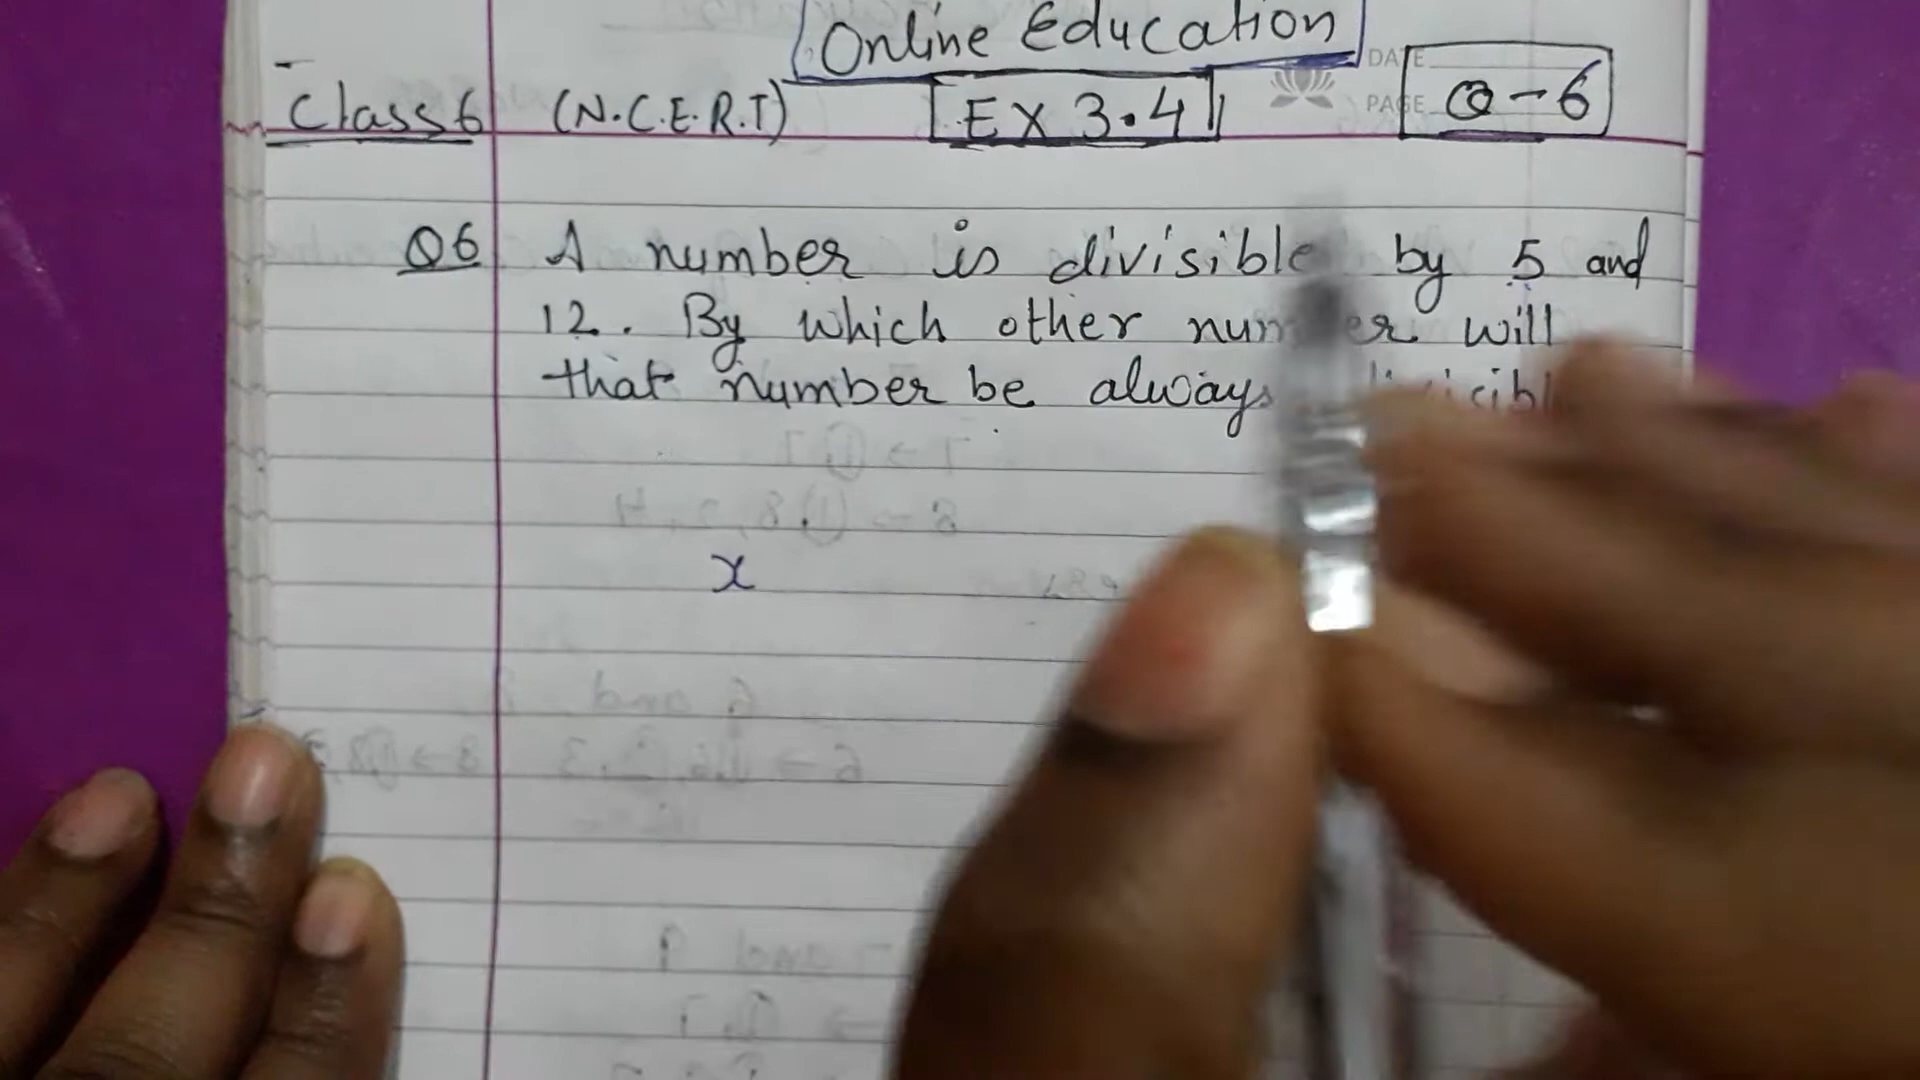 Online Education
DATE
Class 6 (N.C.E.R.T) EX 3.4 PAGE Q-6
Q6 A number is divisible by 5 and
12. By which other number will
that number be always
x